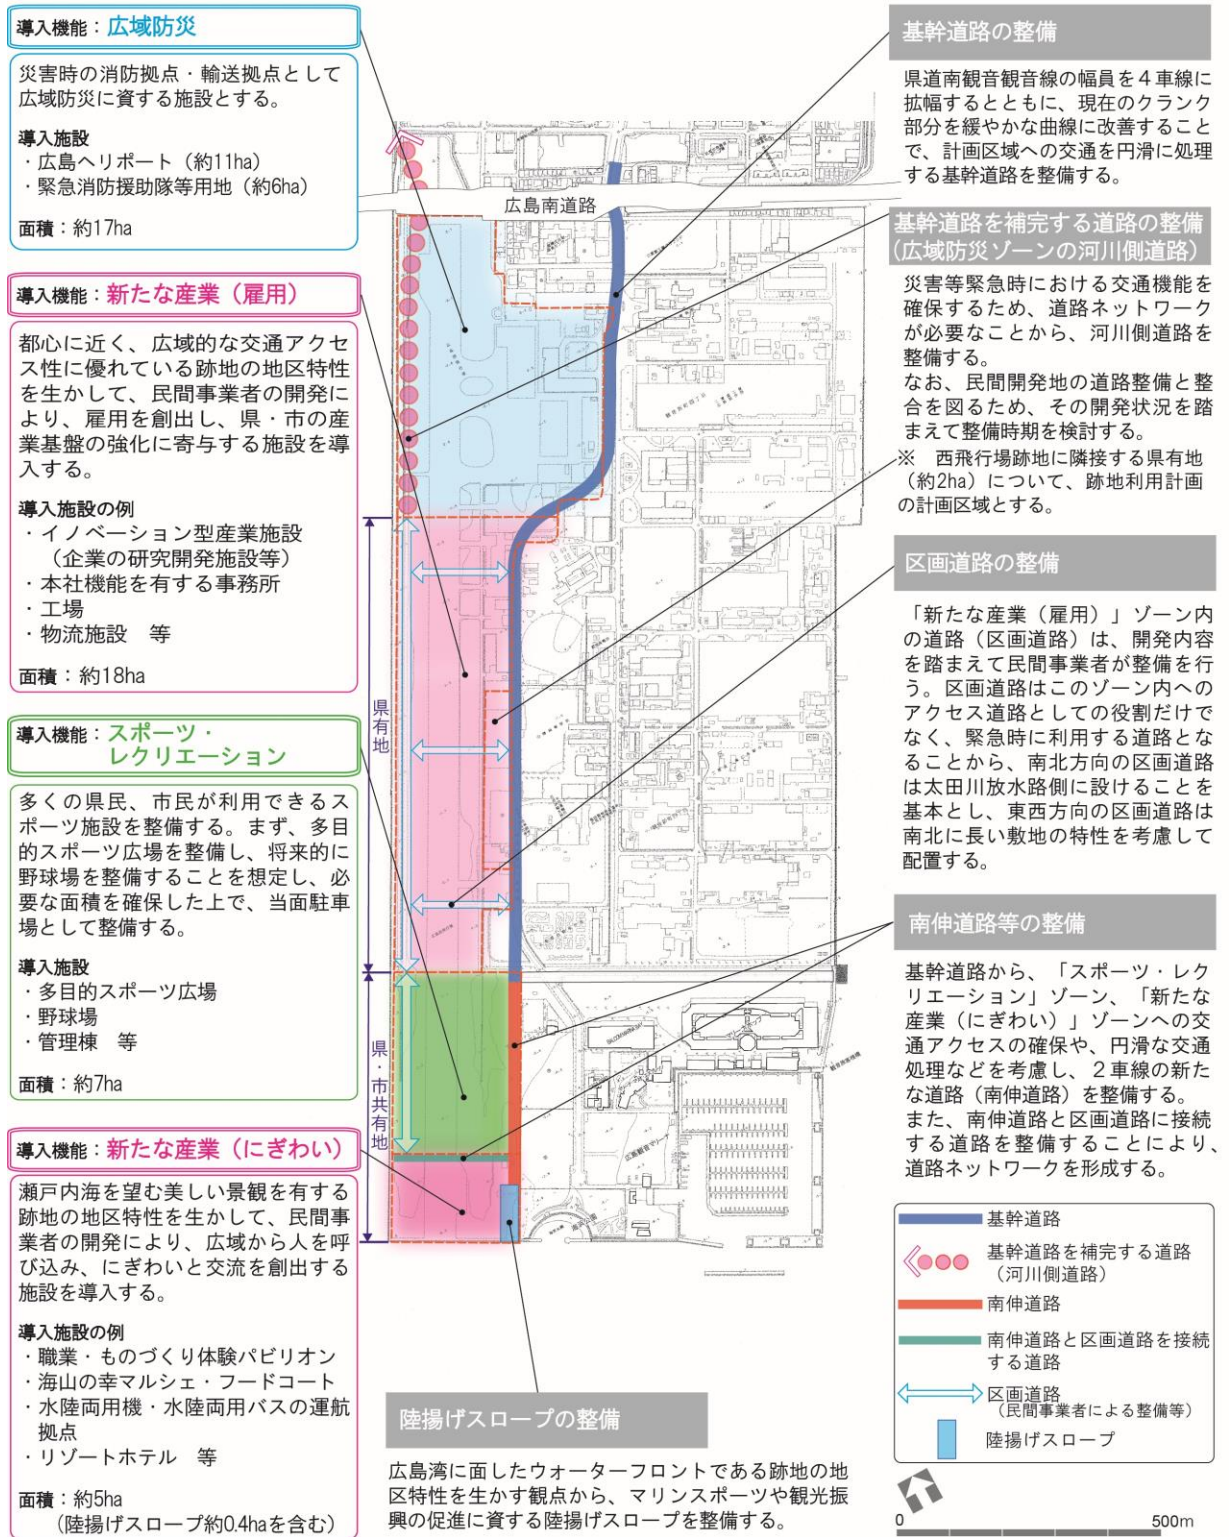 導入機能：広域防災
災害時の消防拠点・輸送拠点として
広域防災に資する施設とする。
導入施設
・広島ヘリポート（約11ha）
・緊急消防援助隊等用地（約6ha）
面積：約17ha
導入機能：新たな産業（雇用）
都心に近く、広域的な交通アクセ
ス性に優れている跡地の地区特性
を生かして、民間事業者の開発に
より、雇用を創出し、県・市の産
業基盤の強化に寄与する施設を導
入する。
導入施設の例
・イノベーション型産業施設
（企業の研究開発施設等）
・本社機能を有する事務所
・工場
・物流施設　等
面積：約18ha
導入機能：スポーツ・
レクリエーション
多くの県民、市民が利用できるス
ポーツ施設を整備する。まず、多目
的スポーツ広場を整備し、将来的に
野球場を整備することを想定し、必
要な面積を確保した上で、当面駐車
場として整備する。
導入施設
・多目的スポーツ広場
・野球場
・管理棟　等
面積：約7ha
導入機能：新たな産業（にぎわい）
瀬戸内海を望む美しい景観を有する
跡地の地区特性を生かして、民間事
業者の開発により、広域から人を呼
び込み、にぎわいと交流を創出する
施設を導入する。
導入施設の例
・職業・ものづくり体験パビリオン
・海山の幸マルシェ・フードコート
・水陸両用機・水陸両用バスの運航
拠点
・リゾートホテル　等
面積：約5ha
（陸揚げスロープ約0.4haを含む）
広島南道路
県有地
県・市共有地
陸揚げスロープの整備
広島湾に面したウォーターフロントである跡地の地
区特性を生かす観点から、マリンスポーツや観光振
興の促進に資する陸揚げスロープを整備する。
基幹道路の整備
県道南観音観音線の幅員を４車線に
拡幅するとともに、現在のクランク
部分を緩やかな曲線に改善すること
で、計画区域への交通を円滑に処理
する基幹道路を整備する。
基幹道路を補完する道路の整備
（広域防災ゾーンの河川側道路）
災害等緊急時における交通機能を
確保するため、道路ネットワーク
が必要なことから、河川側道路を
整備する。
なお、民間開発地の道路整備と整
合を図るため、その開発状況を踏
まえて整備時期を検討する。
※　西飛行場跡地に隣接する県有地
（約2ha）について、跡地利用計画
の計画区域とする。
区画道路の整備
「新たな産業（雇用）」ゾーン内
の道路（区画道路）は、開発内容
を踏まえて民間事業者が整備を行
う。区画道路はこのゾーン内への
アクセス道路としての役割だけで
なく、緊急時に利用する道路とな
ることから、南北方向の区画道路
は太田川放水路側に設けることを
基本とし、東西方向の区画道路は
南北に長い敷地の特性を考慮して
配置する。
南伸道路等の整備
基幹道路から、「スポーツ・レク
リエーション」ゾーン、「新たな
産業（にぎわい）」ゾーンへの交
通アクセスの確保や、円滑な交通
処理などを考慮し、２車線の新た
な道路（南伸道路）を整備する。
また、南伸道路と区画道路に接続
する道路を整備することにより、
道路ネットワークを形成する。
基幹道路
基幹道路を補完する道路
（河川側道路）
南伸道路
南伸道路と区画道路を接続
する道路
区画道路
（民間事業者による整備等）
陸揚げスロープ
0
500m